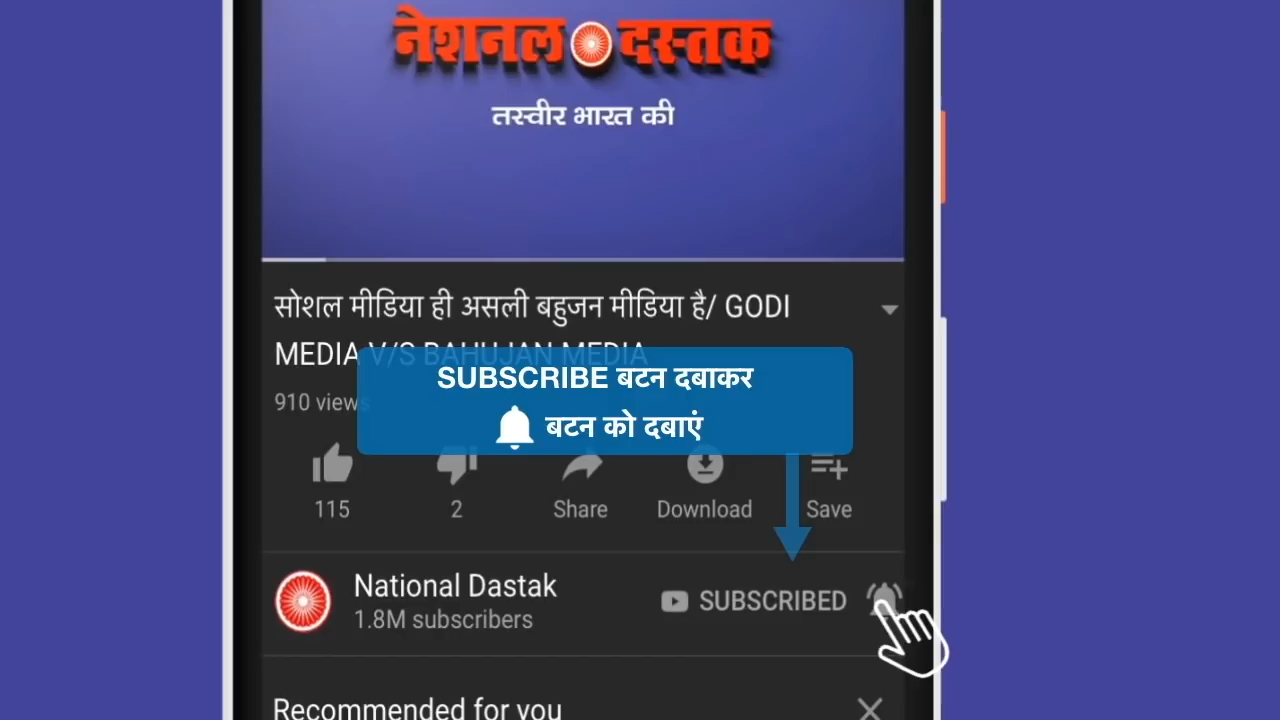 नेशनल दस्तक
तस्वीर भारत की
सोशल मीडिया ही असली बहुजन मीडिया है/ GODI
MEDIA V/S BAHUJAN MEDIA
910 views
SUBSCRIBE बटन दबाकर
बटन को दबाएं
115
2
Share
Download
Save
National Dastak
1.8M subscribers
SUBSCRIBED
Recommended for you